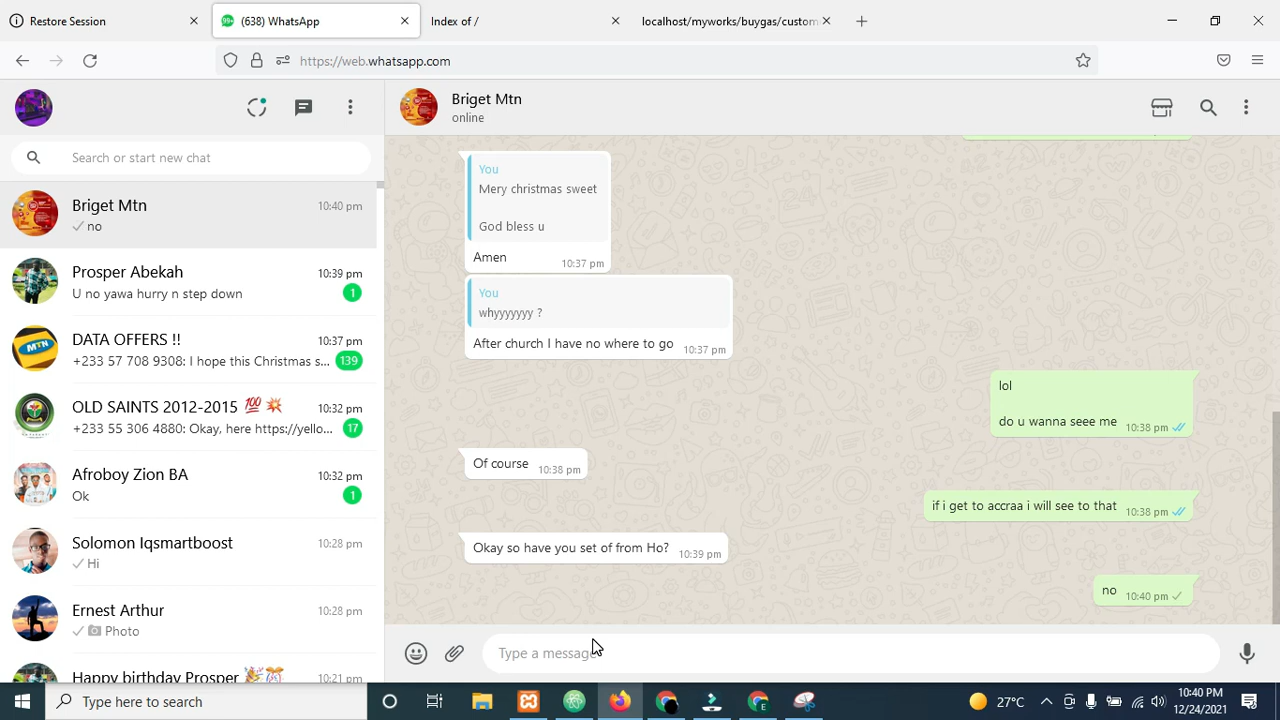 Restore Session
99+
(638) WhatsApp
Index of /
localhost/myworks/buygas/custom
https://web.whatsapp.com
Briget Mtn
online
Search or start new chat
Briget Mtn
10:40 pm
no
Prosper Abekah
10:39 pm
U no yawa hurry n step down
1
DATA OFFERS !!
10:37 pm
+233 57 708 9308: I hope this Christmas s...
139
OLD SAINTS 2012-2015 💯 💥
10:32 pm
+233 55 306 4880: Okay, here https://yello...
17
Afroboy Zion BA
10:32 pm
Ok
1
Solomon Iqsmartboost
10:28 pm
Hi
Ernest Arthur
10:28 pm
Photo
Happy birthday Prosper 🎉🎊
10:21 pm
You
Mery christmas sweet
God bless u
Amen
10:37 pm
You
whyyyyyyy ?
After church I have no where to go
10:37 pm
lol
do u wanna seee me
10:38 pm
Of course
10:38 pm
if i get to accraa i will see to that
10:38 pm
Okay so have you set of from Ho?
10:39 pm
no
10:40 pm
Type a message
Type here to search
27°C
10:40 PM
12/24/2021